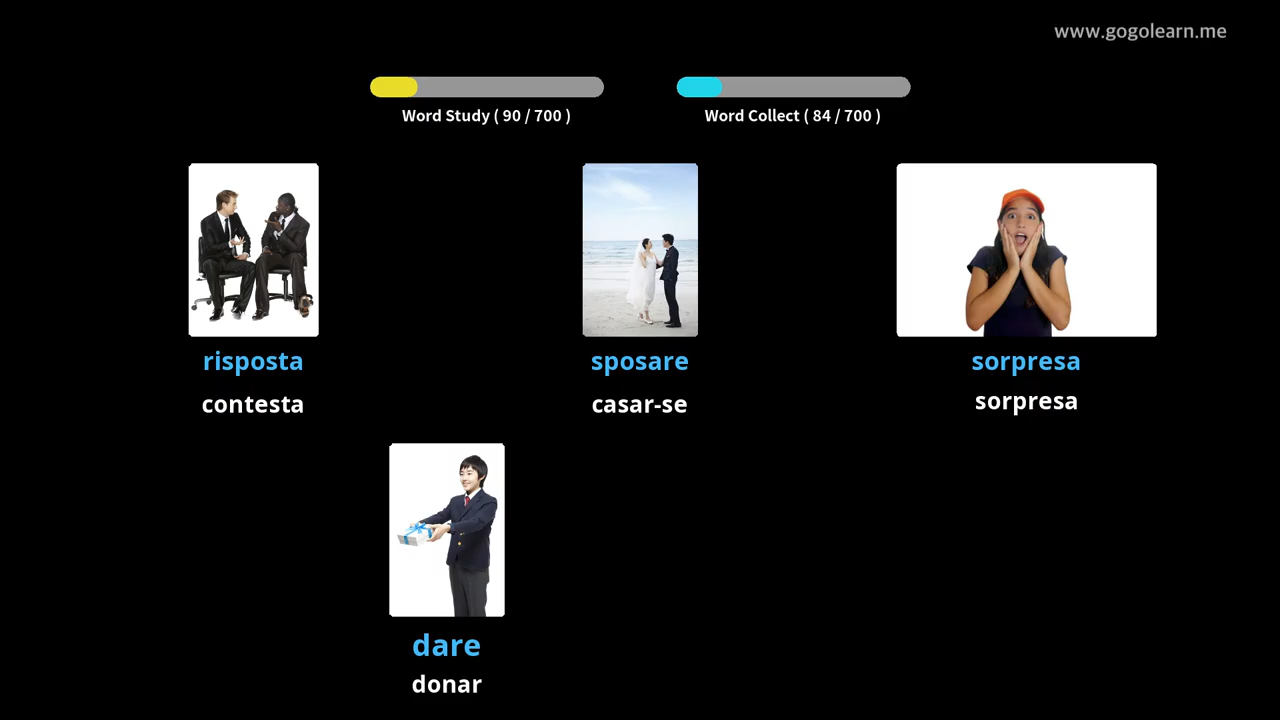 www.gogolearn.me
Word Study ( 90 / 700 )
Word Collect ( 84 / 700 )
risposta
contesta
sposare
casar-se
sorpresa
sorpresa
dare
donar